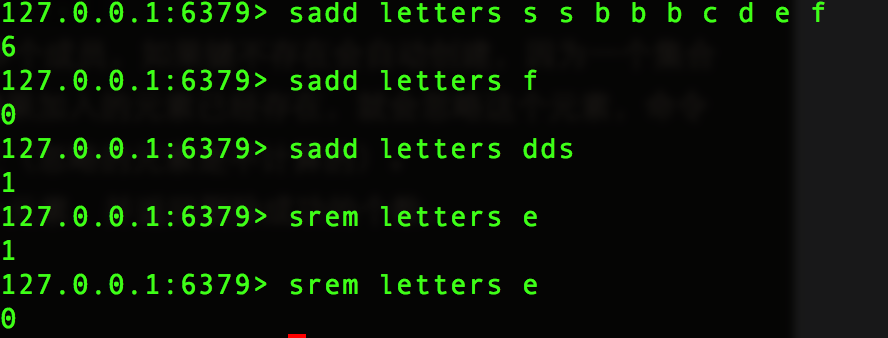 127.0.0.1:6379> sadd letters s s b b b c d e f
6
127.0.0.1:6379> sadd letters f
0
127.0.0.1:6379> sadd letters dds
1
127.0.0.1:6379> srem letters e
1
127.0.0.1:6379> srem letters e
0